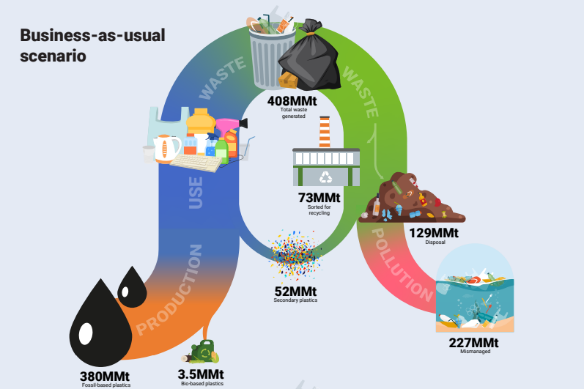 Business-as-usual
scenario
WASTE
WASTE
408MMt
Total waste
generated
USE
73MMt
Sorted for
recycling
129MMt
Disposal
POLLUTION
PRODUCTION
52MMt
Secondary plastics
227MMt
Mismanaged
380MMt
Fossil-based plastics
3.5MMt
Bio-based plastics